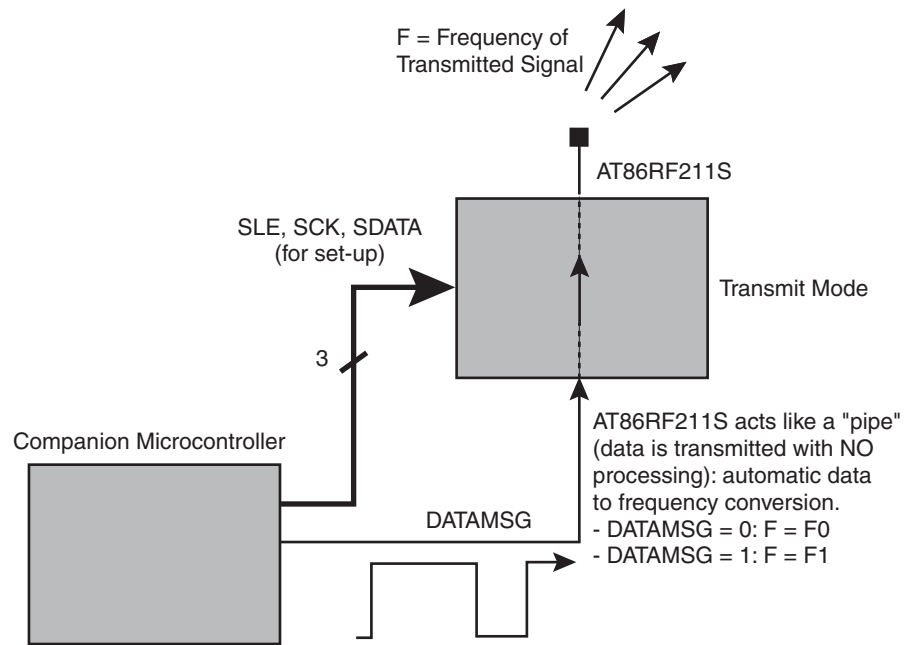 F = Frequency of
Transmitted Signal
AT86RF211S
SLE, SCK, SDATA
(for set-up)
Transmit Mode
3
AT86RF211S acts like a "pipe"
(data is transmitted with NO
processing): automatic data
to frequency conversion.
- DATAMSG = 0: F = F0
- DATAMSG = 1: F = F1
Companion Microcontroller
DATAMSG